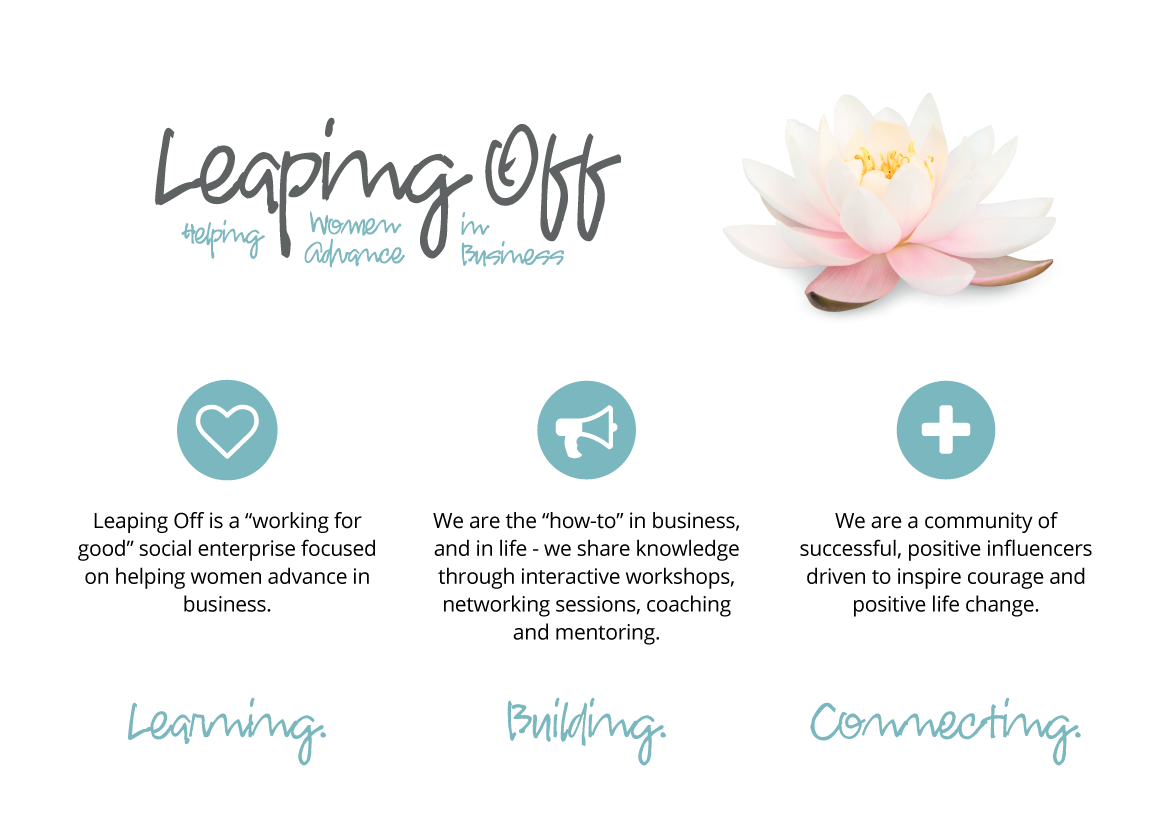 Leaping Off
Helping Women Advance in Business
Leaping Off is a “working for
good” social enterprise focused
on helping women advance in
business.
We are the “how-to” in business,
and in life - we share knowledge
through interactive workshops,
networking sessions, coaching
and mentoring.
We are a community of
successful, positive influencers
driven to inspire courage and
positive life change.
Learning.
Building.
Connecting.